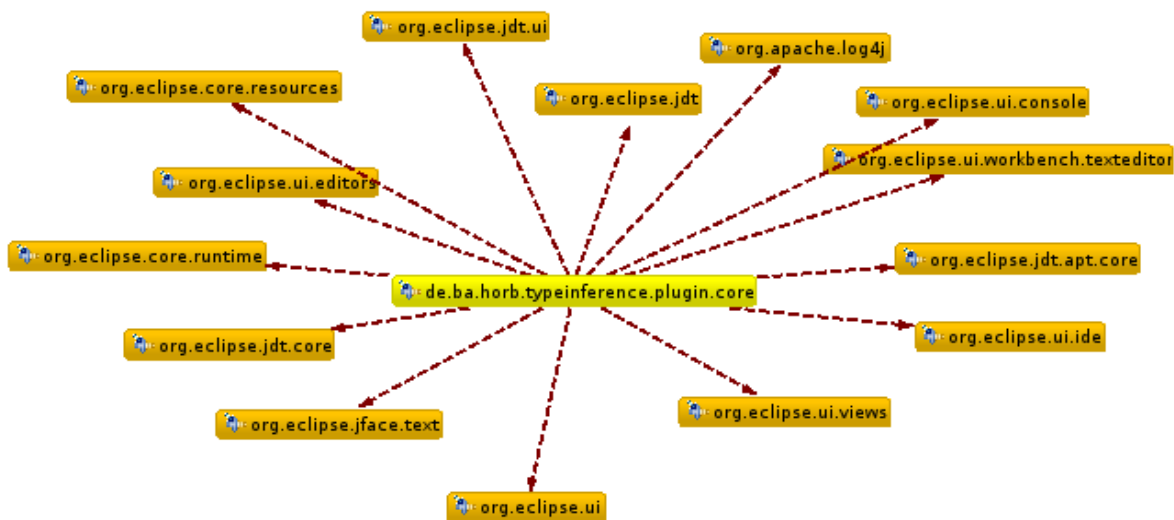 org.eclipse.jdt.ui
org.apache.log4j
org.eclipse.core.resources
org.eclipse.jdt
org.eclipse.ui.console
org.eclipse.ui.workbench.texteditor
org.eclipse.ui.editors
org.eclipse.core.runtime
org.eclipse.jdt.apt.core
de.ba.horb.typeinference.plugin.core
org.eclipse.jdt.core
org.eclipse.ui.ide
org.eclipse.jface.text
org.eclipse.ui.views
org.eclipse.ui